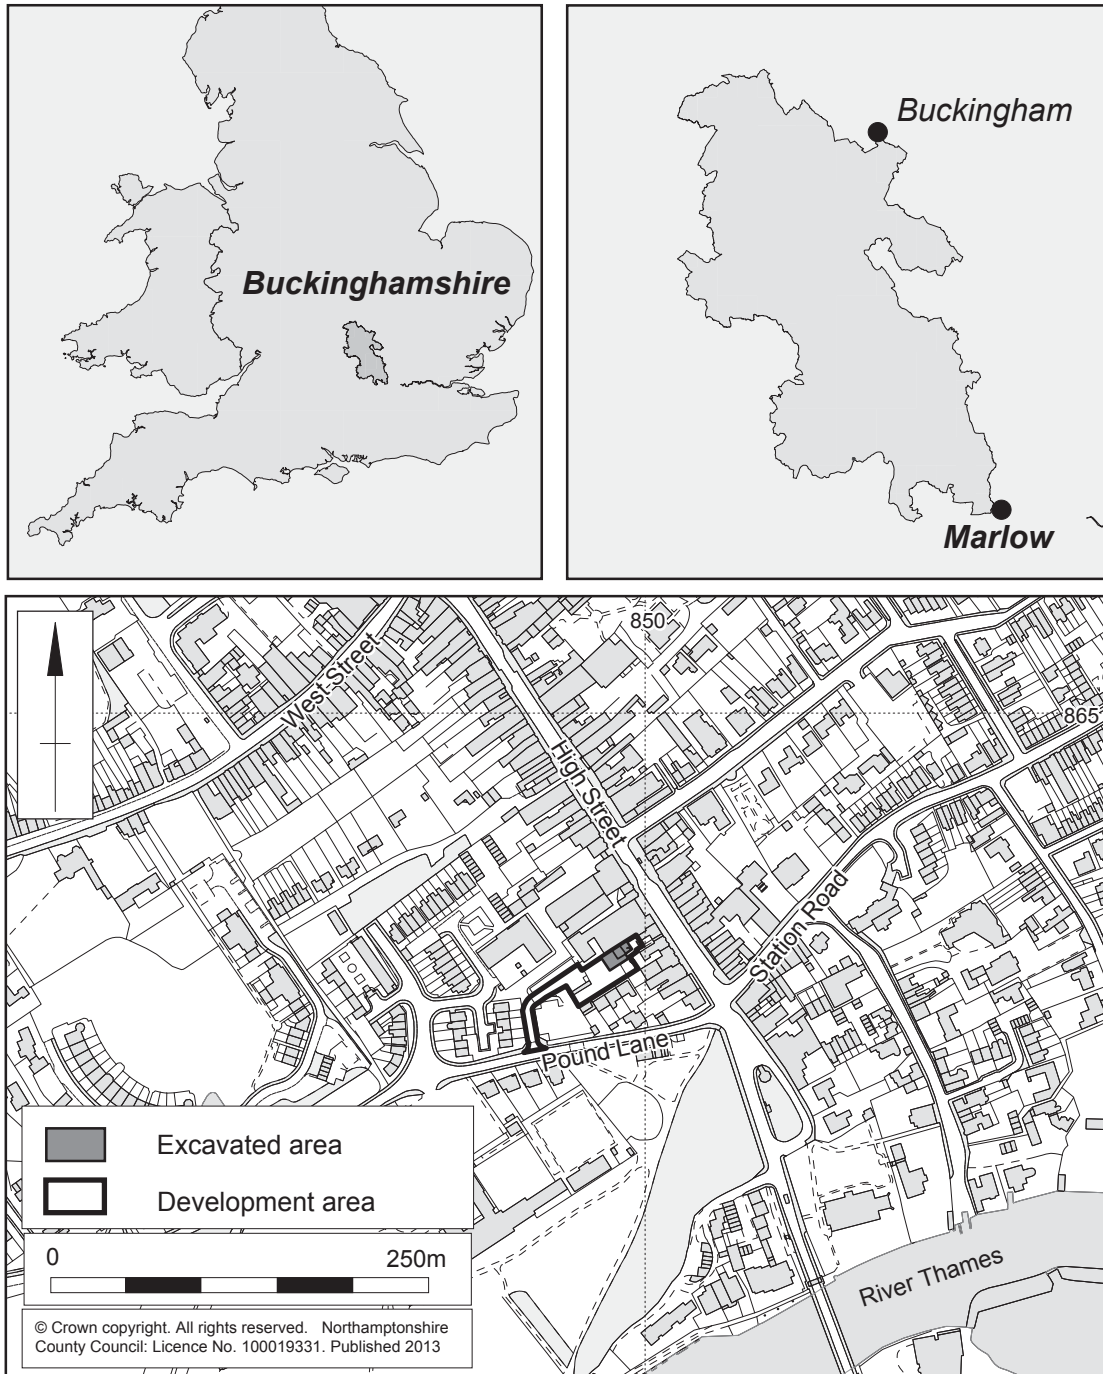 Buckinghamshire
Buckingham
Marlow
850
West Street
865
High Street
Station Road
Pound Lane
Excavated area
Development area
0 250m
River Thames
© Crown copyright. All rights reserved. Northamptonshire
County Council: Licence No. 100019331. Published 2013